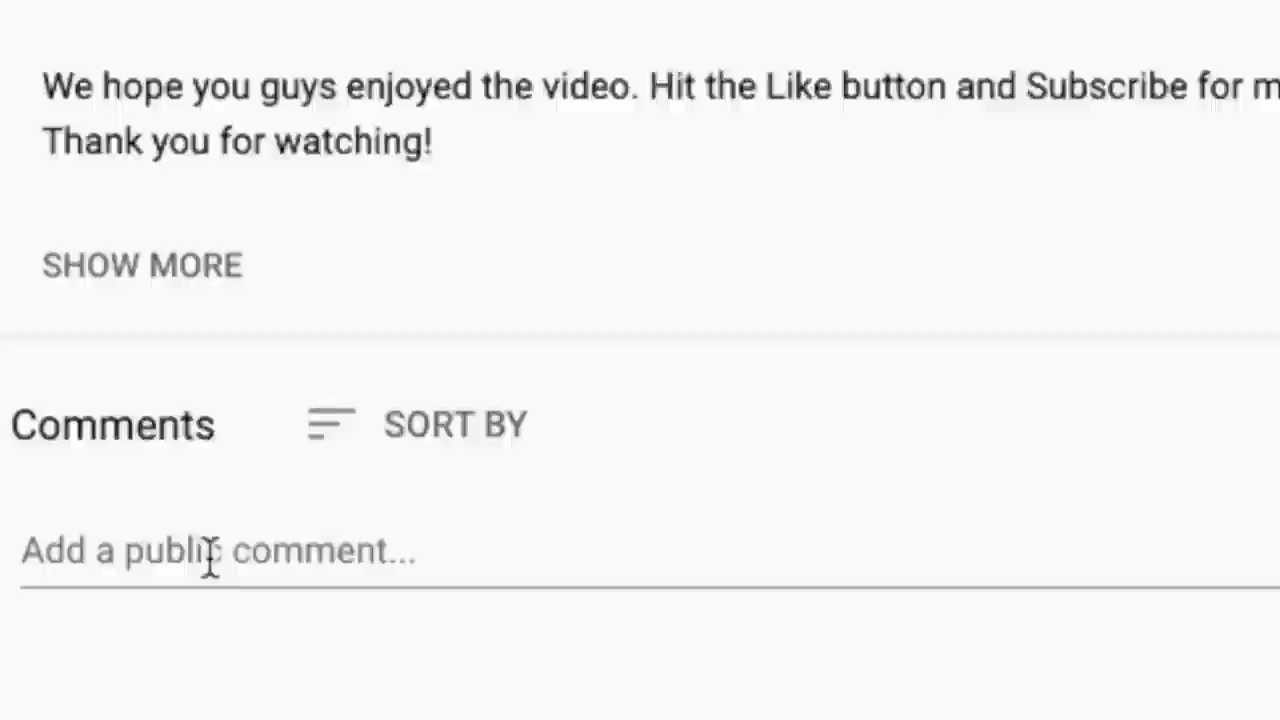 We hope you guys enjoyed the video. Hit the Like button and Subscribe for m
Thank you for watching!
SHOW MORE
Comments
SORT BY
Add a public comment...